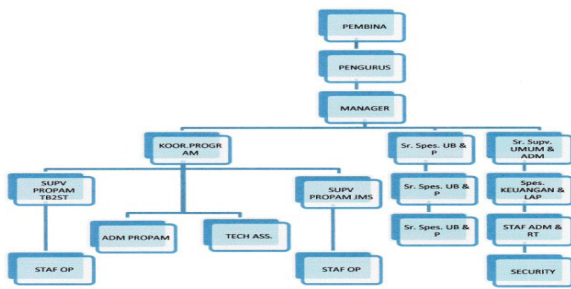 PEMBINA
PENGURUS
MANAGER
KOOR.PROGR
AM
Sr. Spes. UB &
P
Sr. Supv.
UMUM &
ADM
SUPV
PROPAM
TB2ST
SUPV
PROPAM JMS
Sr. Spes. UB &
P
Spes.
KEUANGAN &
LAP
ADM PROPAM
TECH ASS.
Sr. Spes. UB &
P
STAF ADM &
RT
STAF OP
STAF OP
SECURITY